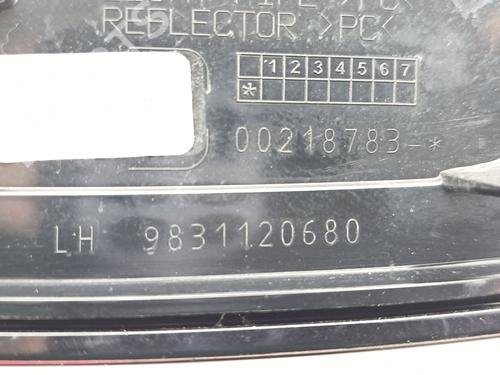 REFLECTOR >PC<
1 2 3 4 5 6 7
*
00218783-*
LH 9831120680